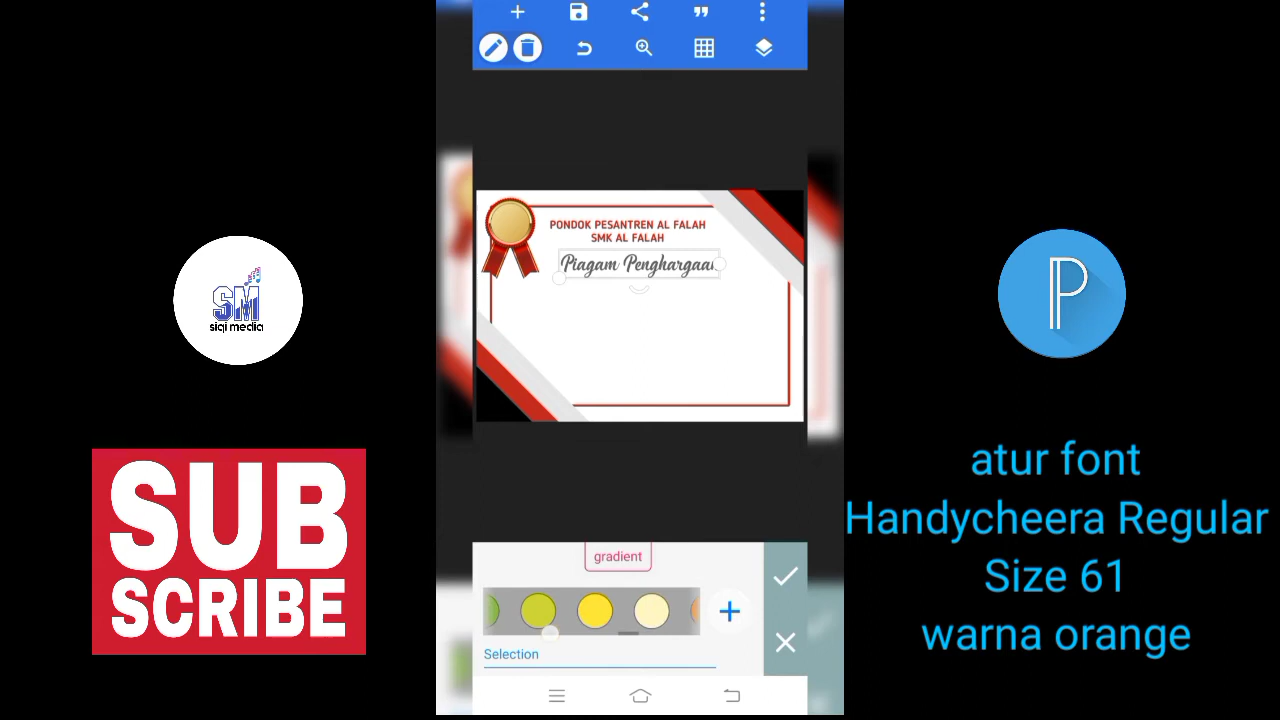 PONDOK PESANTREN AL FALAH
SMK AL FALAH
Piagam Penghargaan
SM
siqi media
SUB
SCRIBE
gradient
Selection
P
atur font
Handycheera Regular
Size 61
warna orange